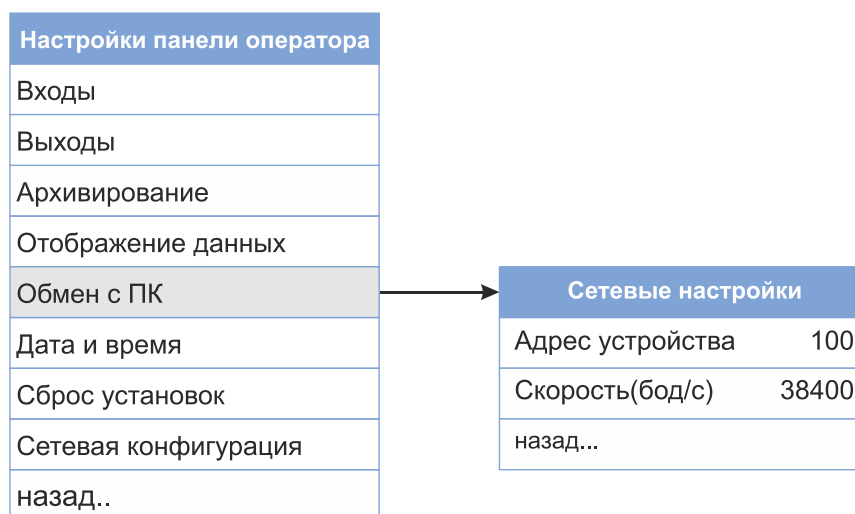 Настройки панели оператора
Входы
Выходы
Архивирование
Отображение данных
Обмен с ПК
Дата и время
Сброс установок
Сетевая конфигурация
назад..
Сетевые настройки
Адрес устройства 100
Скорость(бод/с) 38400
назад...